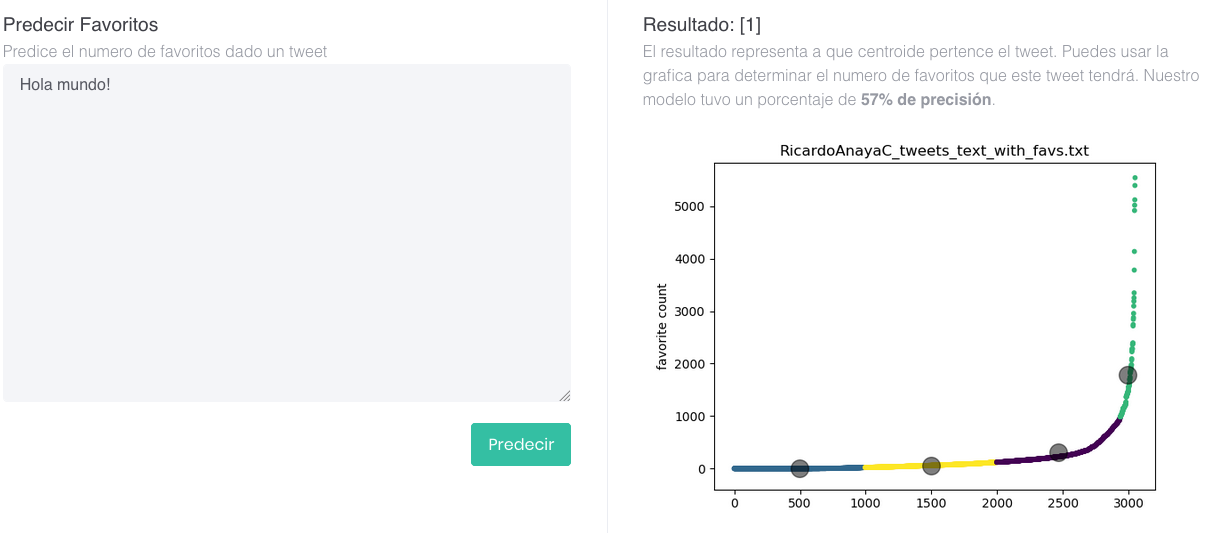 Predecir Favoritos
Predice el numero de favoritos dado un tweet
Hola mundo!
Predecir
Resultado: [1]
El resultado representa a que centroide pertence el tweet. Puedes usar la
grafica para determinar el numero de favoritos que este tweet tendrá. Nuestro
modelo tuvo un porcentaje de 57% de precisión.
RicardoAnayaC_tweets_text_with_favs.txt
favorite count
5000
4000
3000
2000
1000
0
0 500 1000 1500 2000 2500 3000